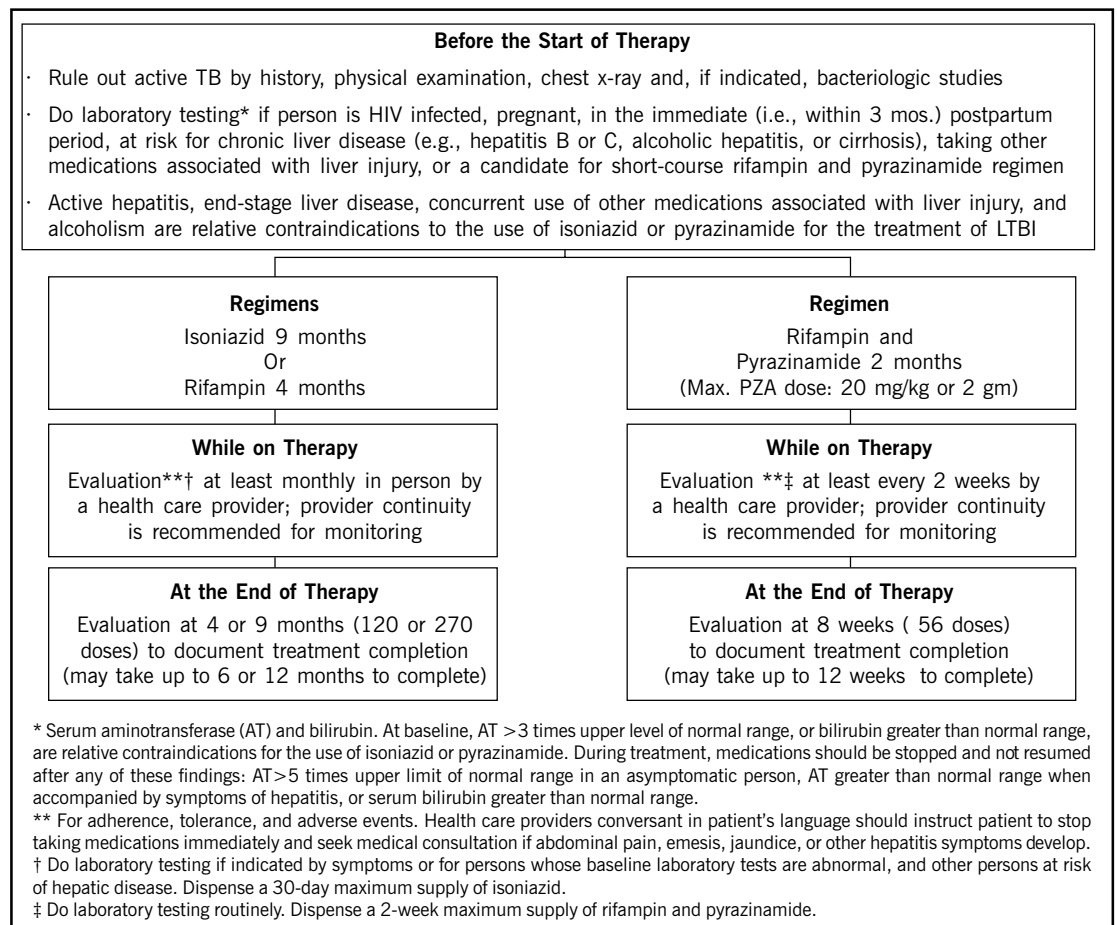 Before the Start of Therapy
· Rule out active TB by history, physical examination, chest x-ray and, if indicated, bacteriologic studies
· Do laboratory testing* if person is HIV infected, pregnant, in the immediate (i.e., within 3 mos.) postpartum
period, at risk for chronic liver disease (e.g., hepatitis B or C, alcoholic hepatitis, or cirrhosis), taking other
medications associated with liver injury, or a candidate for short-course rifampin and pyrazinamide regimen
· Active hepatitis, end-stage liver disease, concurrent use of other medications associated with liver injury, and
alcoholism are relative contraindications to the use of isoniazid or pyrazinamide for the treatment of LTBI
Regimens
Isoniazid 9 months
Or
Rifampin 4 months
While on Therapy
Evaluation**† at least monthly in person by
a health care provider; provider continuity
is recommended for monitoring
At the End of Therapy
Evaluation at 4 or 9 months (120 or 270
doses) to document treatment completion
(may take up to 6 or 12 months to complete)
Regimen
Rifampin and
Pyrazinamide 2 months
(Max. PZA dose: 20 mg/kg or 2 gm)
While on Therapy
Evaluation **‡ at least every 2 weeks by
a health care provider; provider continuity
is recommended for monitoring
At the End of Therapy
Evaluation at 8 weeks ( 56 doses)
to document treatment completion
(may take up to 12 weeks to complete)
* Serum aminotransferase (AT) and bilirubin. At baseline, AT >3 times upper level of normal range, or bilirubin greater than normal range,
are relative contraindications for the use of isoniazid or pyrazinamide. During treatment, medications should be stopped and not resumed
after any of these findings: AT>5 times upper limit of normal range in an asymptomatic person, AT greater than normal range when
accompanied by symptoms of hepatitis, or serum bilirubin greater than normal range.
** For adherence, tolerance, and adverse events. Health care providers conversant in patient's language should instruct patient to stop
taking medications immediately and seek medical consultation if abdominal pain, emesis, jaundice, or other hepatitis symptoms develop.
† Do laboratory testing if indicated by symptoms or for persons whose baseline laboratory tests are abnormal, and other persons at risk
of hepatic disease. Dispense a 30-day maximum supply of isoniazid.
‡ Do laboratory testing routinely. Dispense a 2-week maximum supply of rifampin and pyrazinamide.